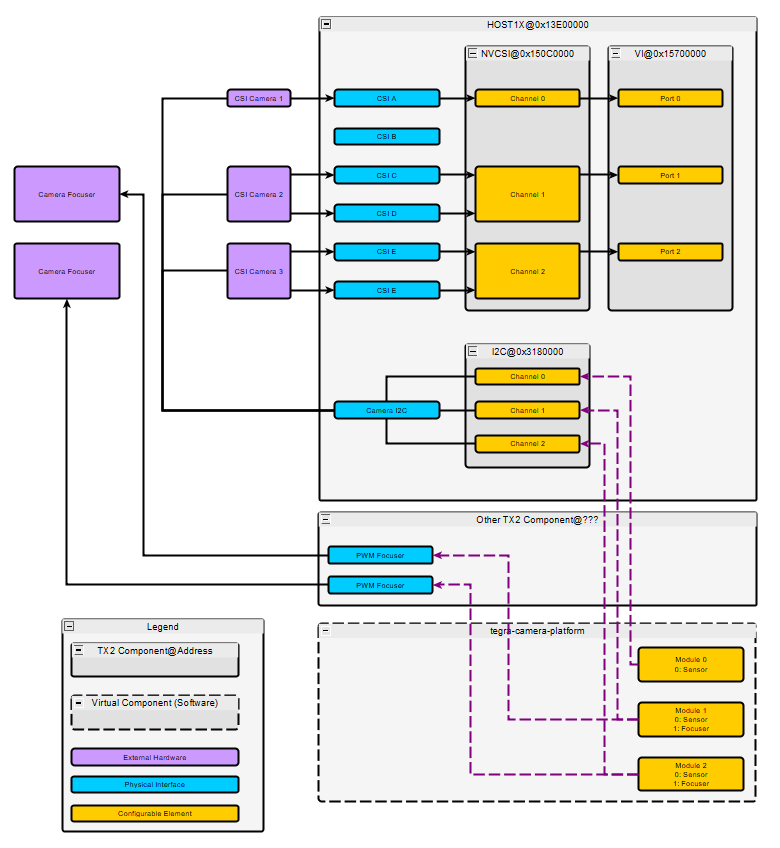 HOST1X@0x13E00000
NVCSI@0x150C0000
VI@0x15700000
CSI Camera 1
CSI A
Channel 0
Port 0
CSI B
Camera Focuser
CSI Camera 2
CSI C
Channel 1
Port 1
CSI D
Camera Focuser
CSI Camera 3
CSI E
Channel 2
Port 2
CSI E
I2C@0x3180000
Channel 0
Camera I2C
Channel 1
Channel 2
Other TX2 Component@???
PWM Focuser
PWM Focuser
tegra-camera-platform
Module 0
0: Sensor
Module 1
0: Sensor
1: Focuser
Module 2
0: Sensor
1: Focuser
Legend
TX2 Component@Address
Virtual Component (Software)
External Hardware
Physical Interface
Configurable Element